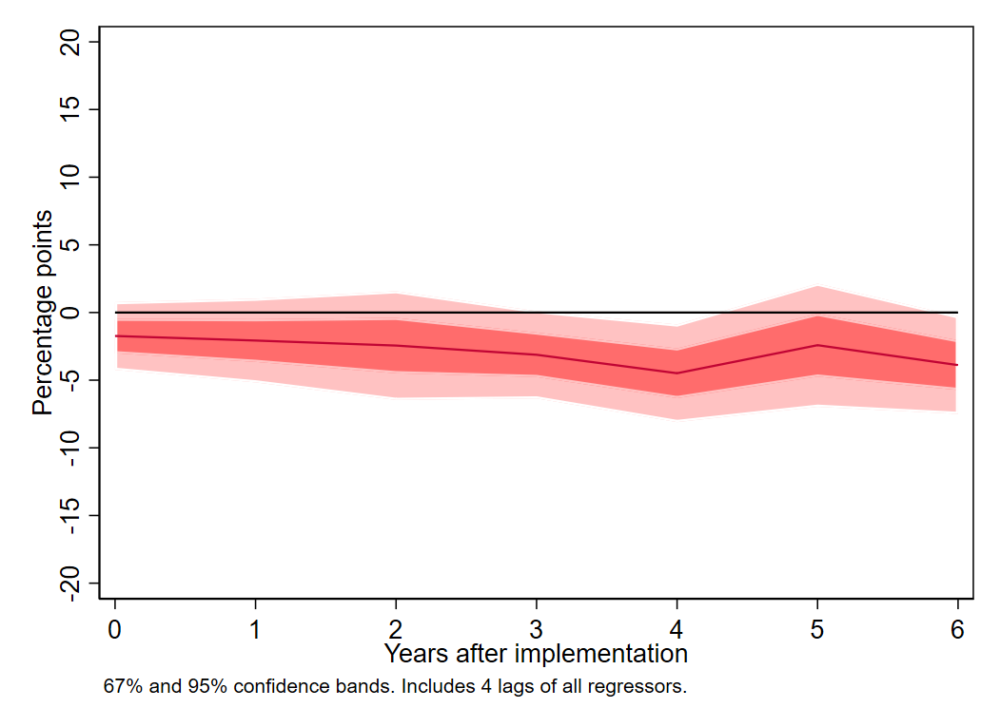 Percentage points
20
15
10
5
0
-5
-10
-15
-20
0 1 2 3 4 5 6
Years after implementation
67% and 95% confidence bands. Includes 4 lags of all regressors.